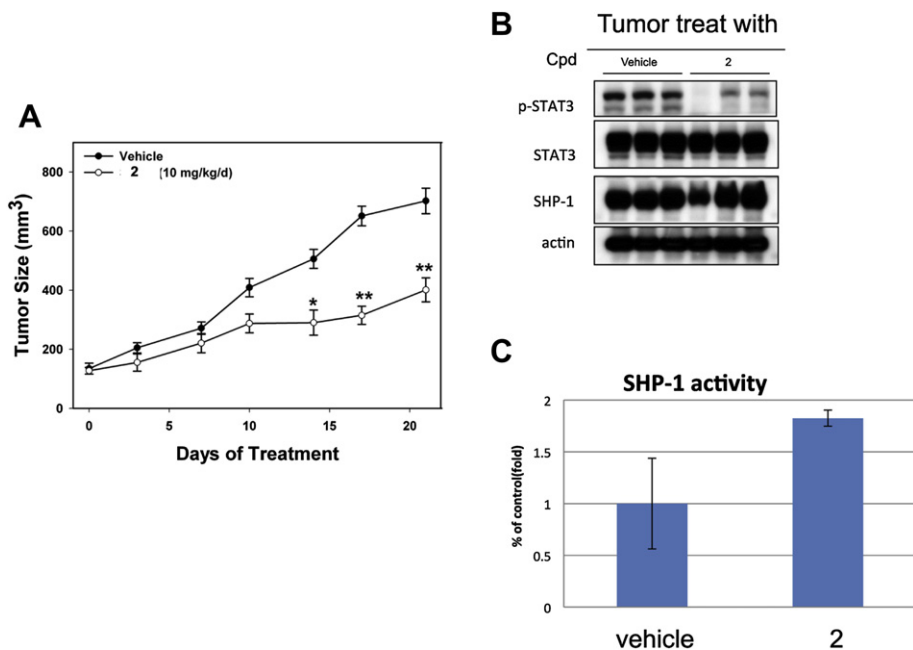 A
Vehicle
2 (10 mg/kg/d)
Tumor Size (mm3)
800
600
400
200
0
*
**
**
0
5
10
15
20
Days of Treatment
B
Tumor treat with
Cpd
Vehicle
2
p-STAT3
STAT3
SHP-1
actin
C
SHP-1 activity
% of control(fold)
2
1.5
1
0.5
0
vehicle
2